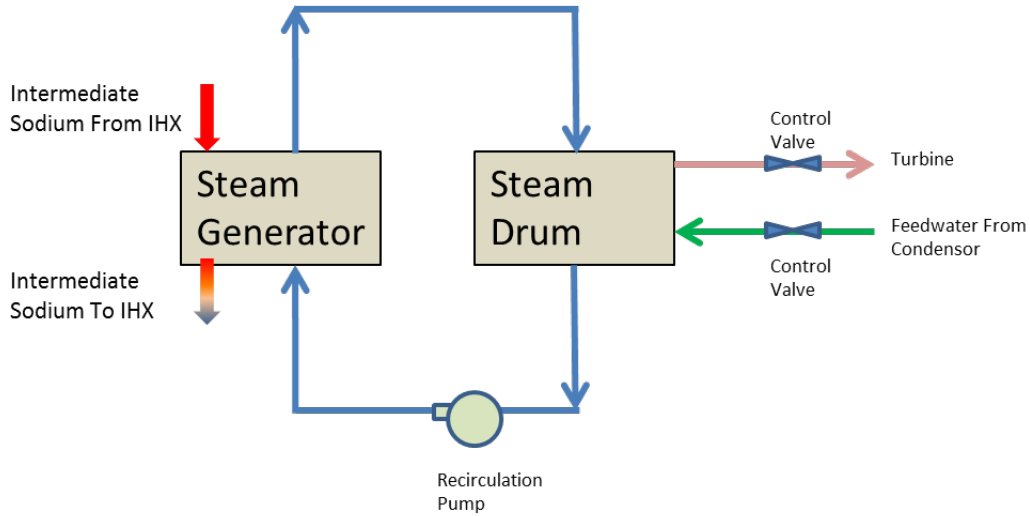 Intermediate
Sodium From IHX
Steam
Generator
Intermediate
Sodium To IHX
Steam
Drum
Control
Valve
Turbine
Feedwater From
Condensor
Control
Valve
Recirculation
Pump